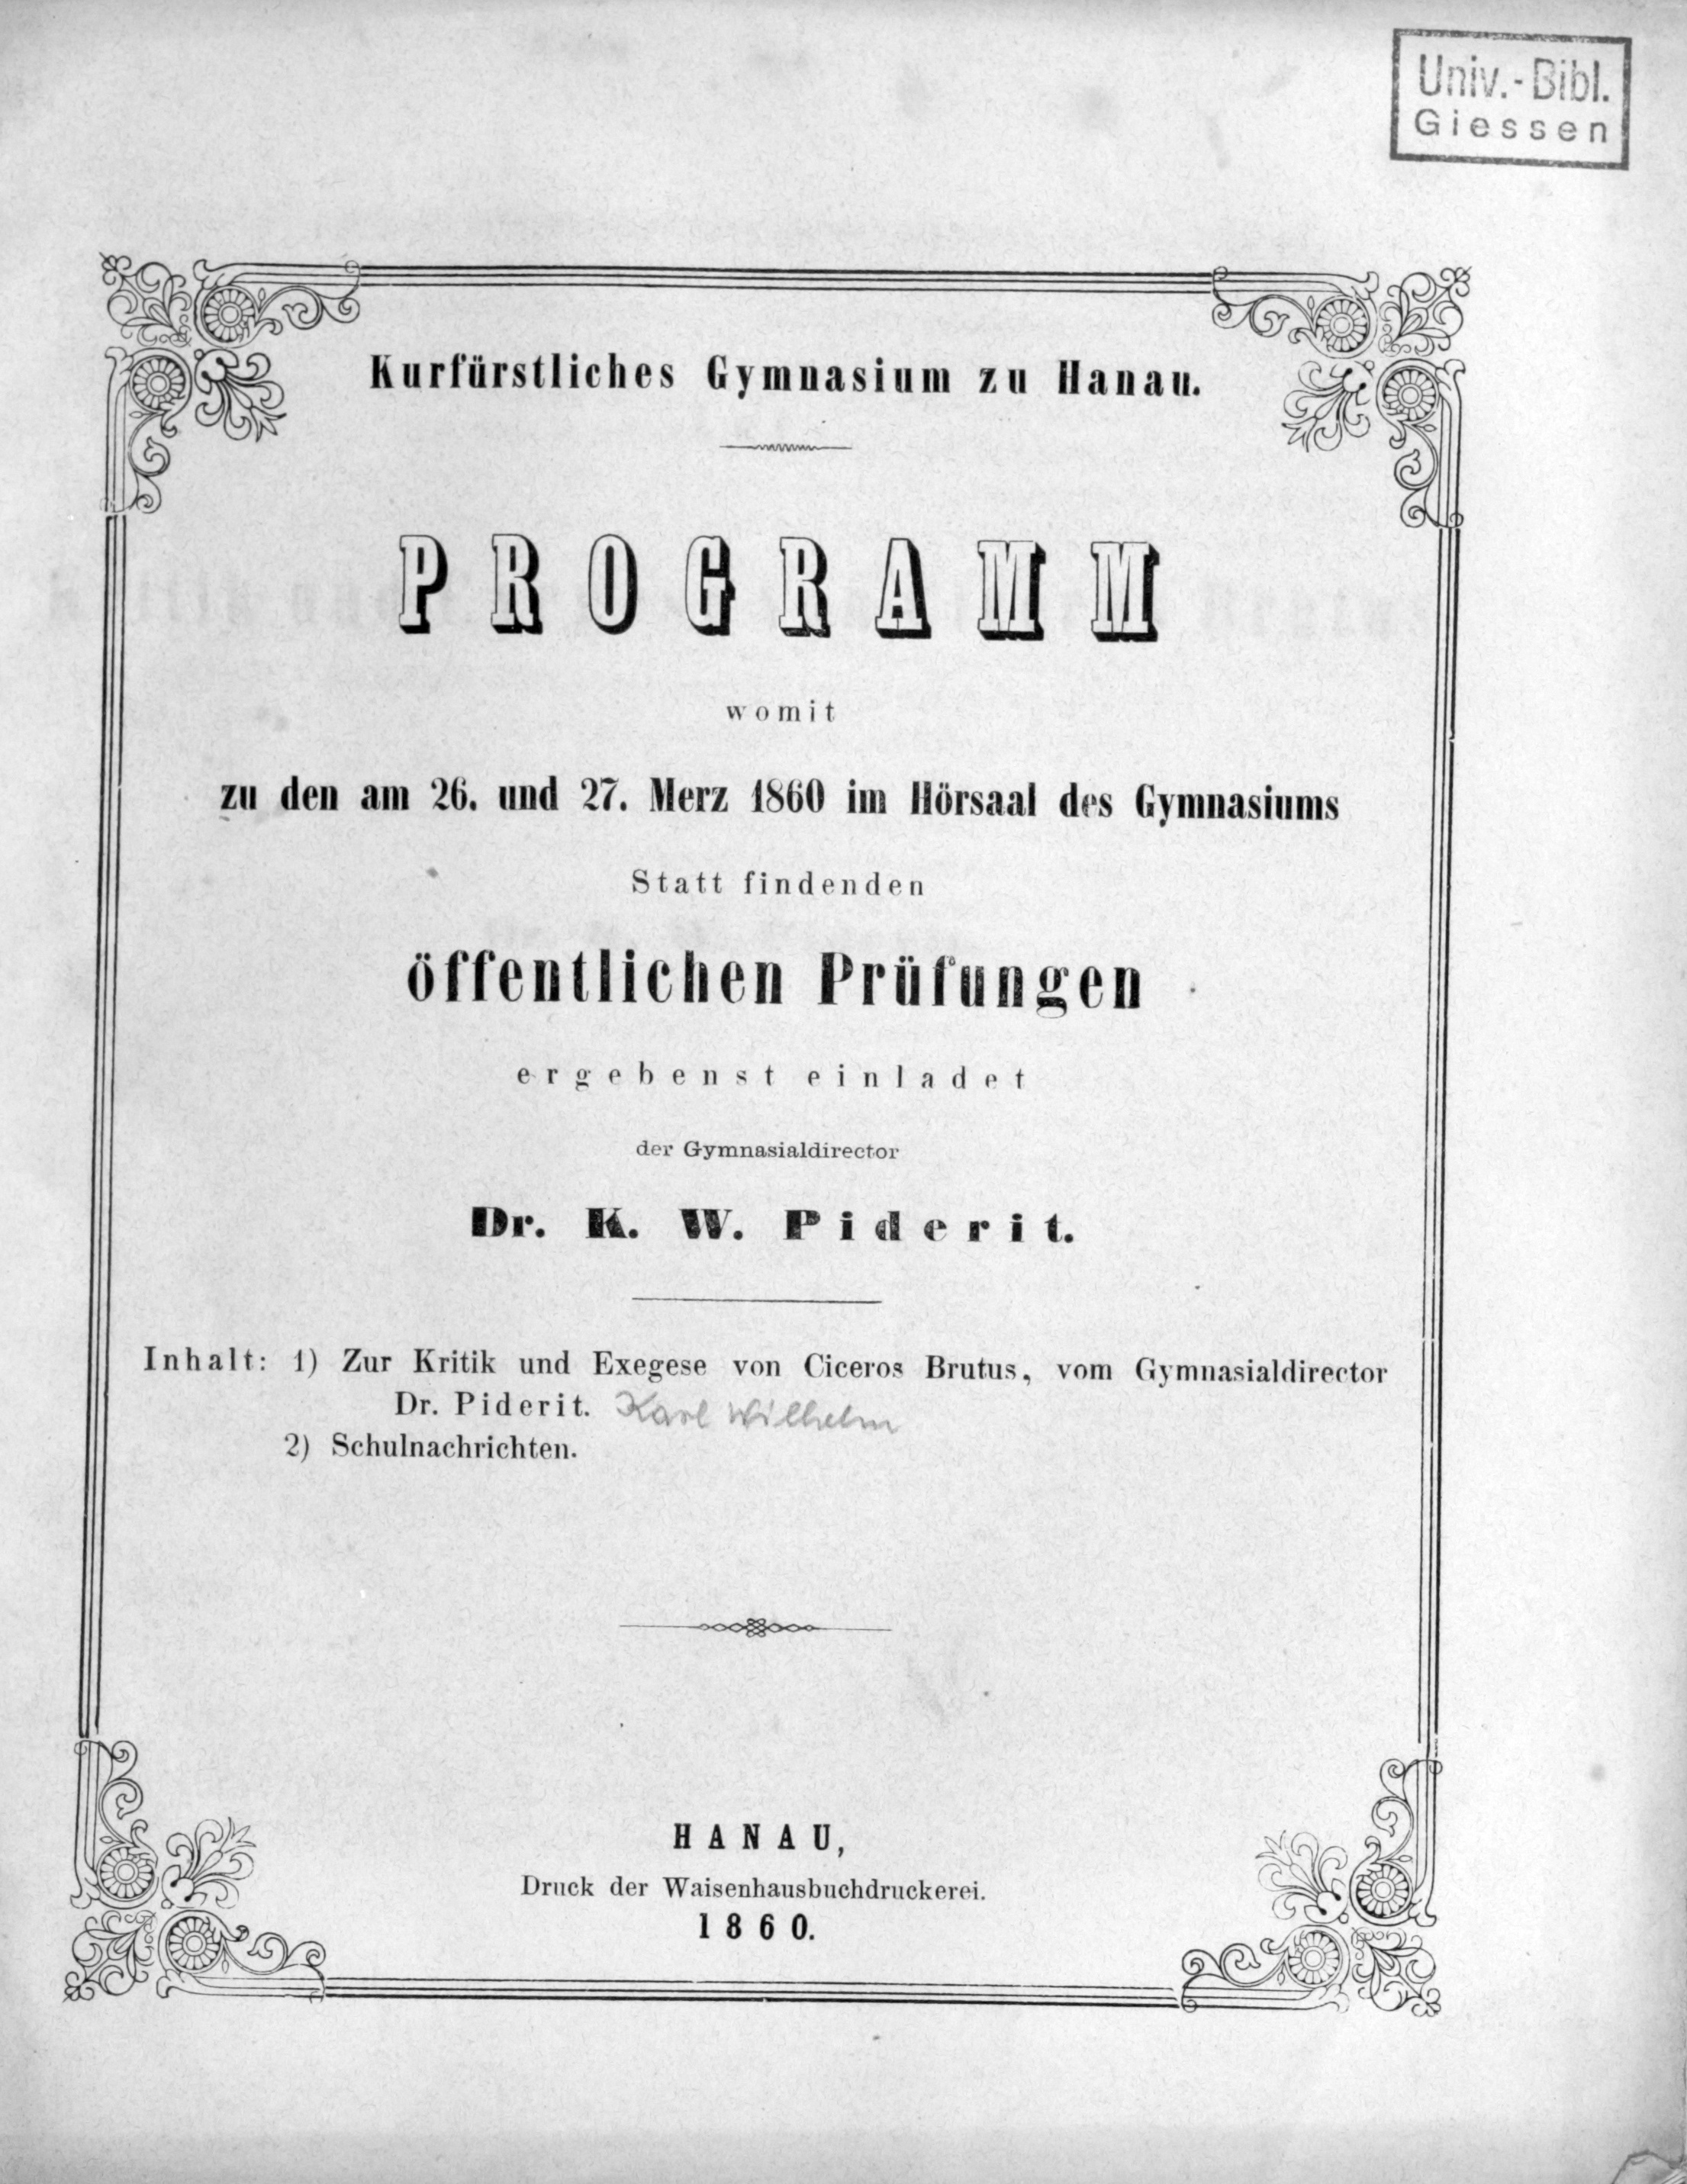 Univ.-Bibl.
Giessen
Kurfürstliches Gymnasium zu Hanau.
PROGRAMM
womit
zu den am 26. und 27. Merz 1860 im Hörsaal des Gymnasiums
Statt findenden
öffentlichen Prüfungen
ergebenst einladet
der Gymnasialdirector
Dr. K. W. Piderit.
Inhalt: 1) Zur Kritik und Exegese von Ciceros Brutus, vom Gymnasialdirector
Dr. Piderit. Karl Wilhelm
2) Schulnachrichten.
HANAU,
Druck der Waisenhausbuchdruckerei.
1860.